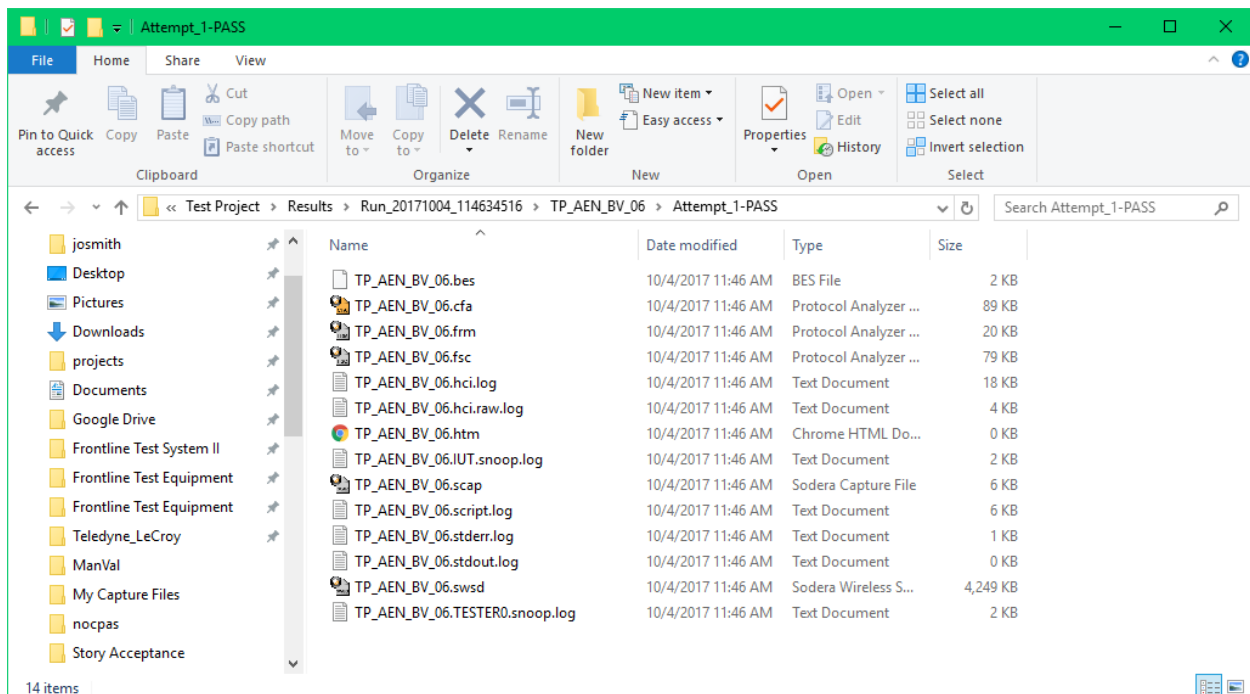 Attempt_1-PASS
File Home Share View
Pin to Quick access
Copy
Paste
Cut
Copy path
Paste shortcut
Clipboard
Move to
Copy to
Delete
Rename
Organize
New folder
New item
Easy access
New
Properties
Open
Edit
History
Open
Select all
Select none
Invert selection
Select
« Test Project > Results > Run_20171004_114634516 > TP_AEN_BV_06 > Attempt_1-PASS
Search Attempt_1-PASS
josmith
Desktop
Pictures
Downloads
projects
Documents
Google Drive
Frontline Test System II
Frontline Test Equipment
Frontline Test Equipment
Teledyne_LeCroy
ManVal
My Capture Files
nocpas
Story Acceptance
Name Date modified Type Size
TP_AEN_BV_06.bes 10/4/2017 11:46 AM BES File 2 KB
TP_AEN_BV_06.cfa 10/4/2017 11:46 AM Protocol Analyzer ... 89 KB
TP_AEN_BV_06.frm 10/4/2017 11:46 AM Protocol Analyzer ... 20 KB
TP_AEN_BV_06.fsc 10/4/2017 11:46 AM Protocol Analyzer ... 79 KB
TP_AEN_BV_06.hci.log 10/4/2017 11:46 AM Text Document 18 KB
TP_AEN_BV_06.hci.raw.log 10/4/2017 11:46 AM Text Document 4 KB
TP_AEN_BV_06.htm 10/4/2017 11:46 AM Chrome HTML Do... 0 KB
TP_AEN_BV_06.IUT.snoop.log 10/4/2017 11:46 AM Text Document 2 KB
TP_AEN_BV_06.scap 10/4/2017 11:46 AM Sodera Capture File 6 KB
TP_AEN_BV_06.script.log 10/4/2017 11:46 AM Text Document 6 KB
TP_AEN_BV_06.stderr.log 10/4/2017 11:46 AM Text Document 1 KB
TP_AEN_BV_06.stdout.log 10/4/2017 11:46 AM Text Document 0 KB
TP_AEN_BV_06.swsd 10/4/2017 11:46 AM Sodera Wireless S... 4,249 KB
TP_AEN_BV_06.TESTER0.snoop.log 10/4/2017 11:46 AM Text Document 2 KB
14 items